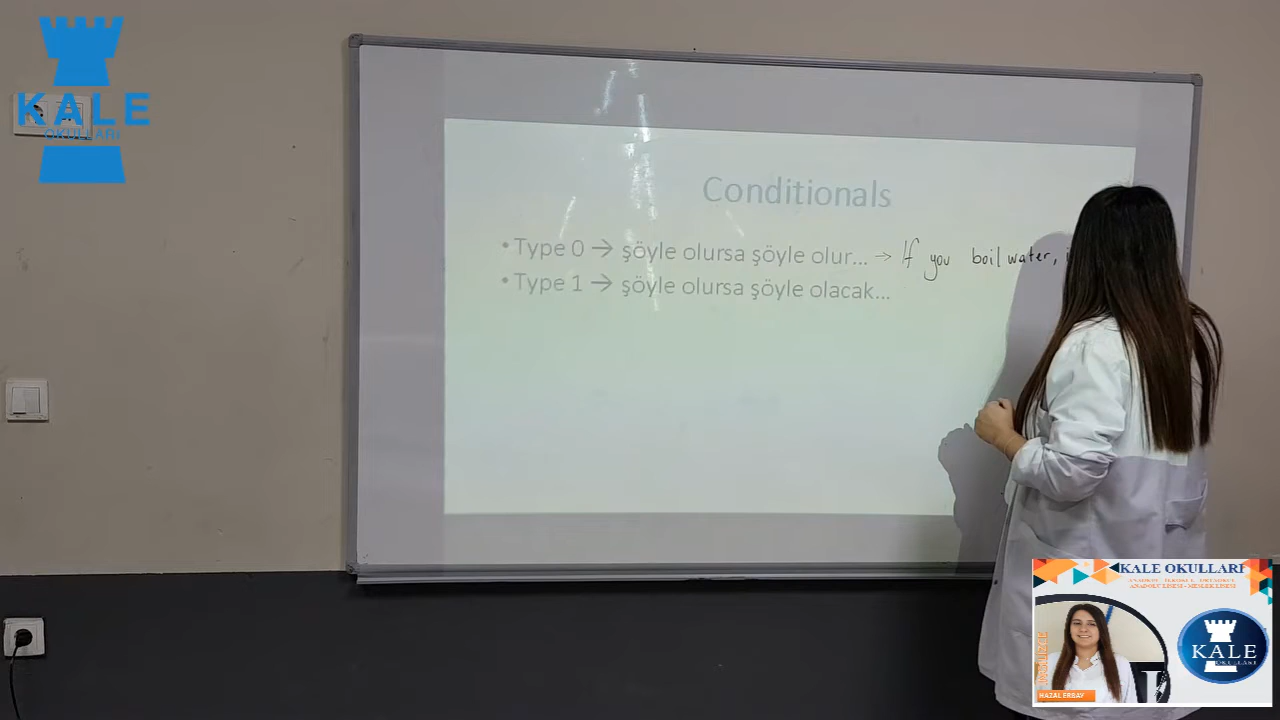 KALE
OKULLARI
Conditionals
• Type 0 → şöyle olursa şöyle olur... → If you boil water,
• Type 1 → şöyle olursa şöyle olacak...
KALE OKULLARI
HAZAL ERBAY
KALE
OKULLARI